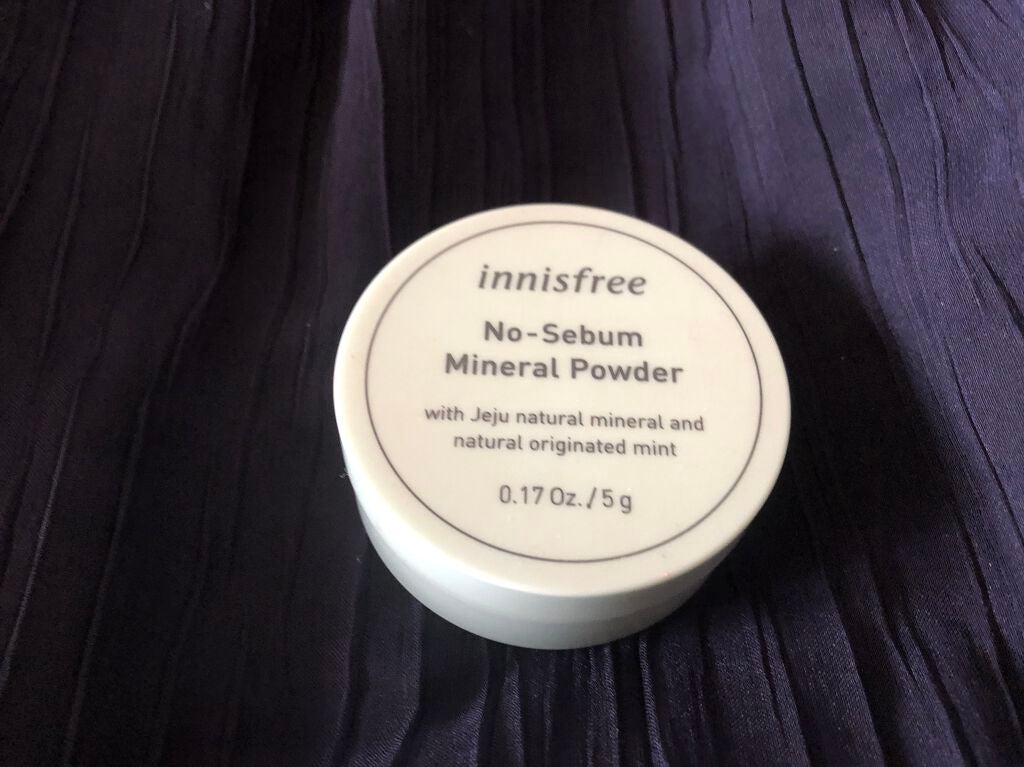 innisfree
No-Sebum
Mineral Powder
with Jeju natural mineral and
natural originated mint
0.17 Oz./5 g